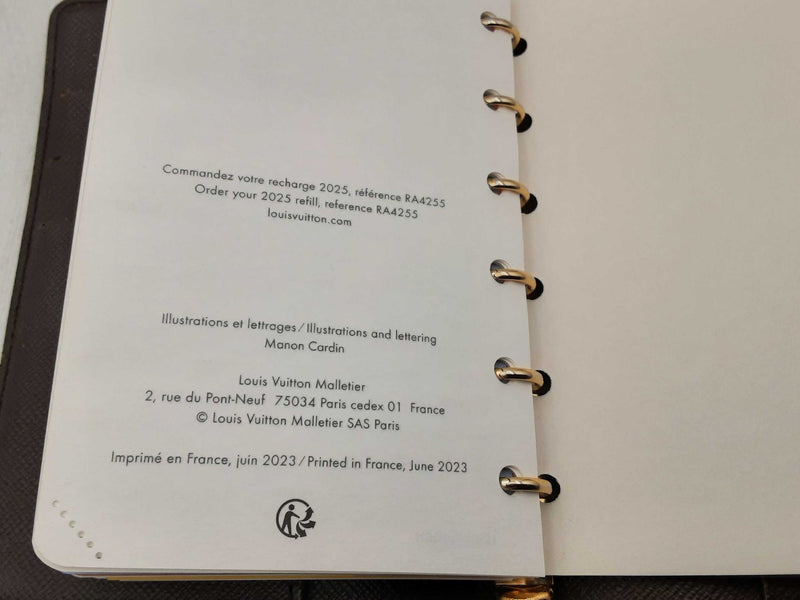 Commandez votre recharge 2025, référence RA4255
Order your 2025 refill, reference RA4255
louisvuitton.com
Illustrations et lettrages / Illustrations and lettering
Manon Cardin
Louis Vuitton Malletier
2, rue du Pont-Neuf 75034 Paris cedex 01 France
© Louis Vuitton Malletier SAS Paris
Imprimé en France, juin 2023 / Printed in France, June 2023